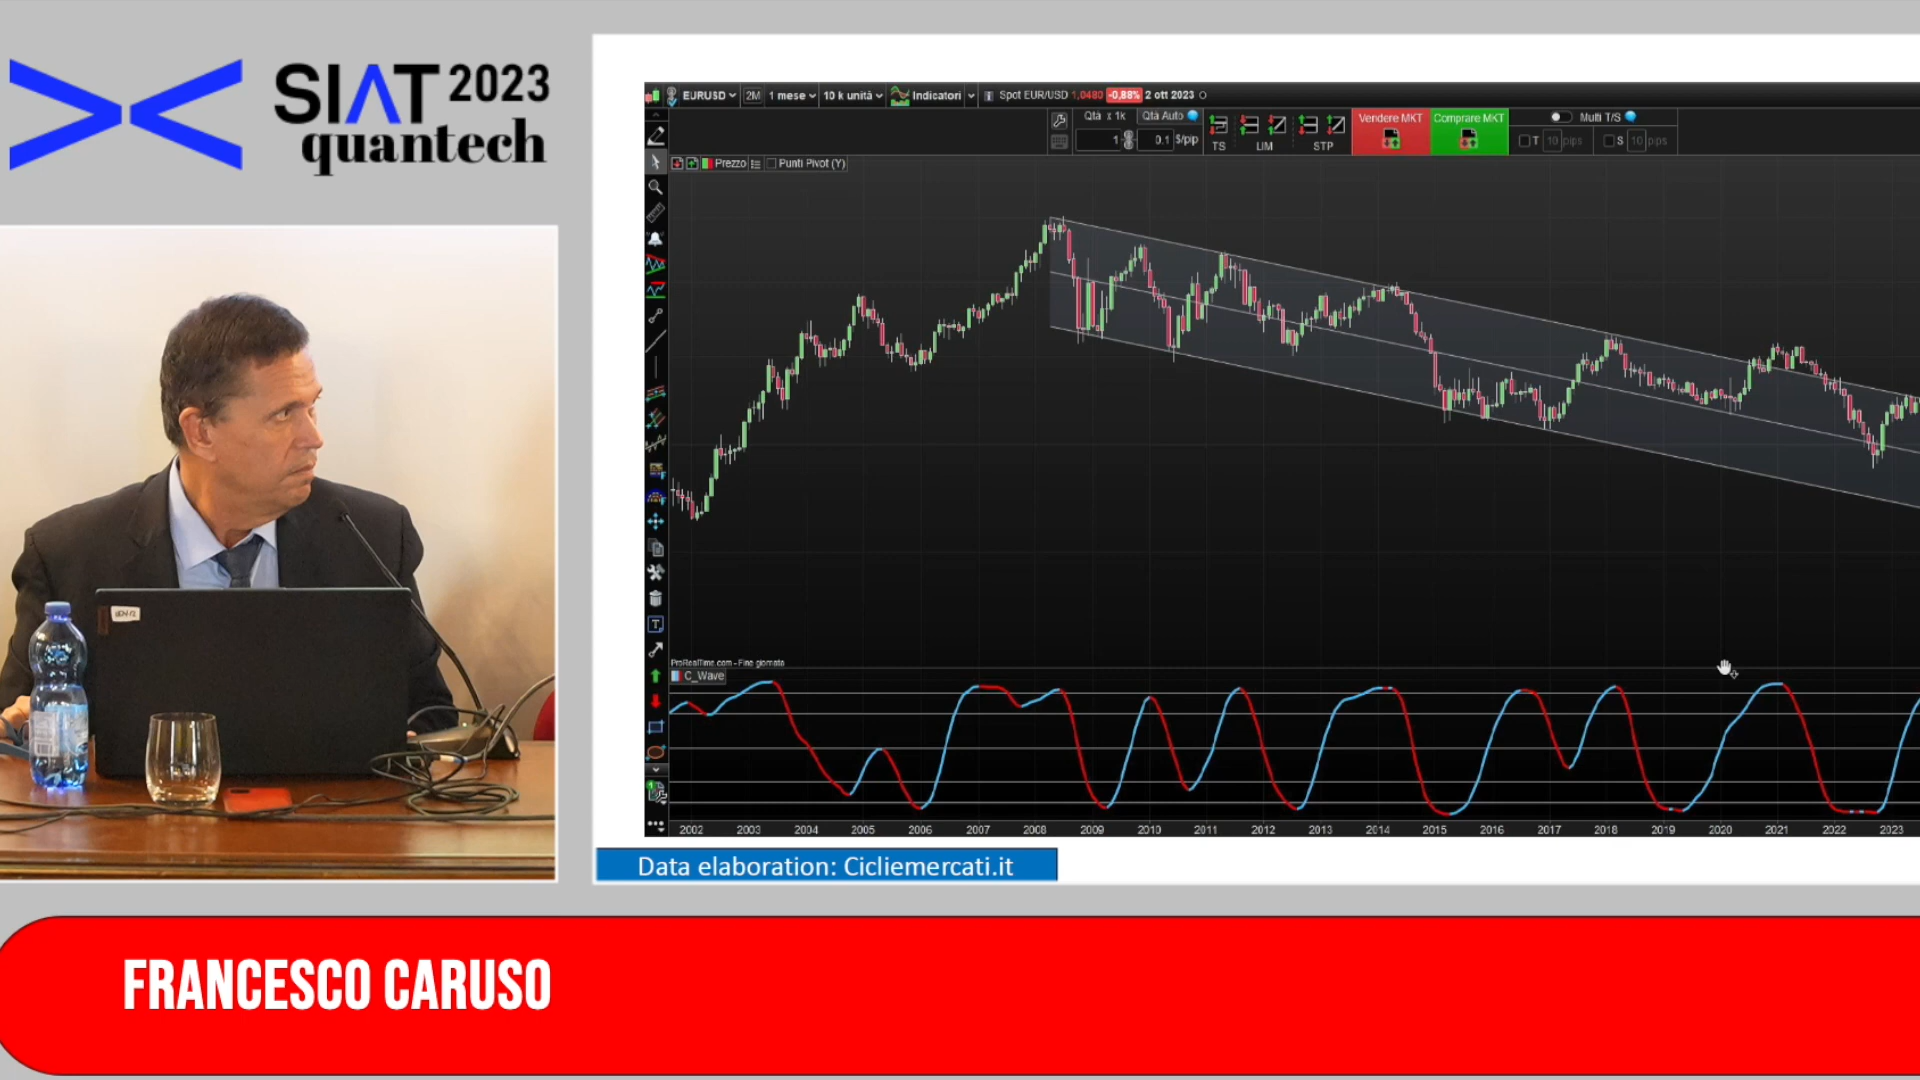 SIAT 2023
quantech
EURUSD 2M 1 mese 10 k unità Indicatori Spot EUR/USD 1,0480 -0,88% 2 ott 2023
Qtà x 1k Qtà Auto
1 0.1 $/pip
TS LIM STP
Vendere MKT Comprare MKT
Multi T/S
T 10 pips S 10 pips
Prezzo Punti Pivot (Y)
ProRealTime.com - Fine giornata
C_Wave
2002 2003 2004 2005 2006 2007 2008 2009 2010 2011 2012 2013 2014 2015 2016 2017 2018 2019 2020 2021 2022 2023
Data elaboration: Cicliemercati.it
FRANCESCO CARUSO